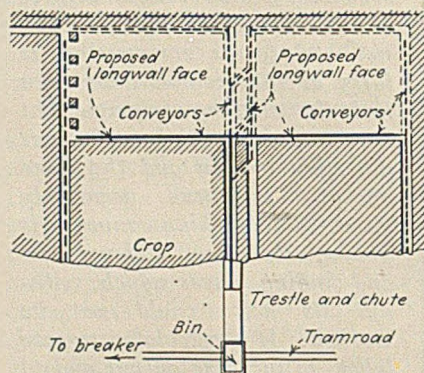 Proposed
longwall face
Proposed
longwall face
Conveyors
Conveyors
Crop
Trestle and chute
Bin
Tramroad
To breaker